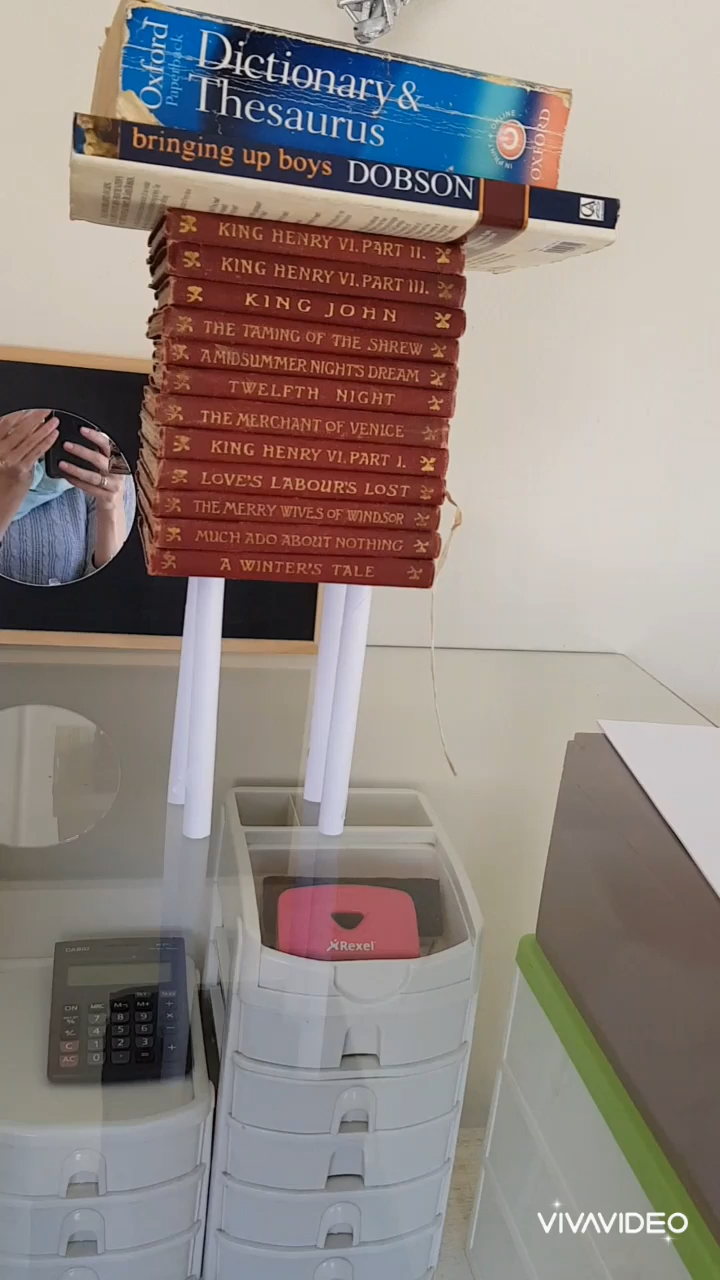 Oxford
Paperback
Dictionary &
Thesaurus
OXFORD
bringing up boys DOBSON
KING HENRY VI. PART II.
KING HENRY VI. PART III.
KING JOHN
THE TAMING OF THE SHREW
A MIDSUMMER NIGHT'S DREAM
TWELFTH NIGHT
THE MERCHANT OF VENICE
KING HENRY VI. PART I.
LOVE'S LABOUR'S LOST
THE MERRY WIVES OF WINDSOR
MUCH ADO ABOUT NOTHING
A WINTER'S TALE
Rexel
CASIO
ON MRC M- M+ ÷
% 7 8 9 ×
+/- 4 5 6 −
C 1 2 3 +
AC 0 . =
VIVAVIDEO